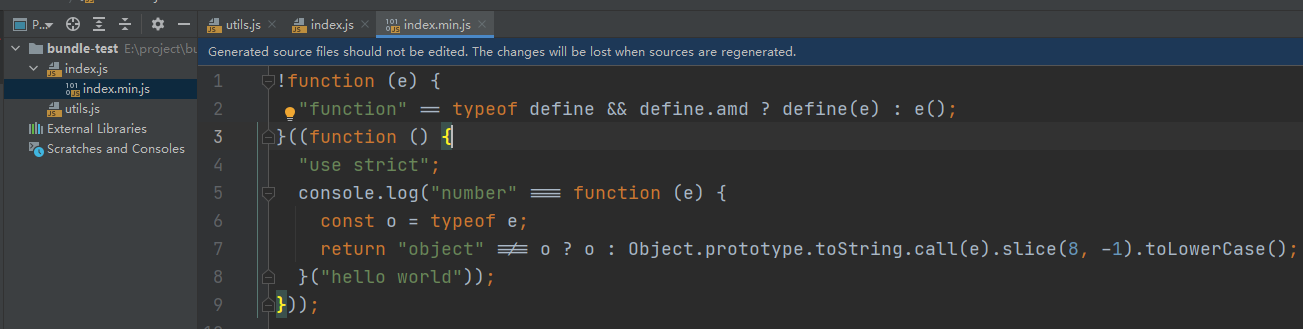 P...
utils.js
index.js
index.min.js
bundle-test E:\project\bu
index.js
index.min.js
utils.js
External Libraries
Scratches and Consoles
Generated source files should not be edited. The changes will be lost when sources are regenerated.
1 !function (e) {
2 "function" == typeof define && define.amd ? define(e) : e();
3 }((function () {
4 "use strict";
5 console.log("number" === function (e) {
6 const o = typeof e;
7 return "object" !== o ? o : Object.prototype.toString.call(e).slice(8, -1).toLowerCase();
8 }("hello world"));
9 }));